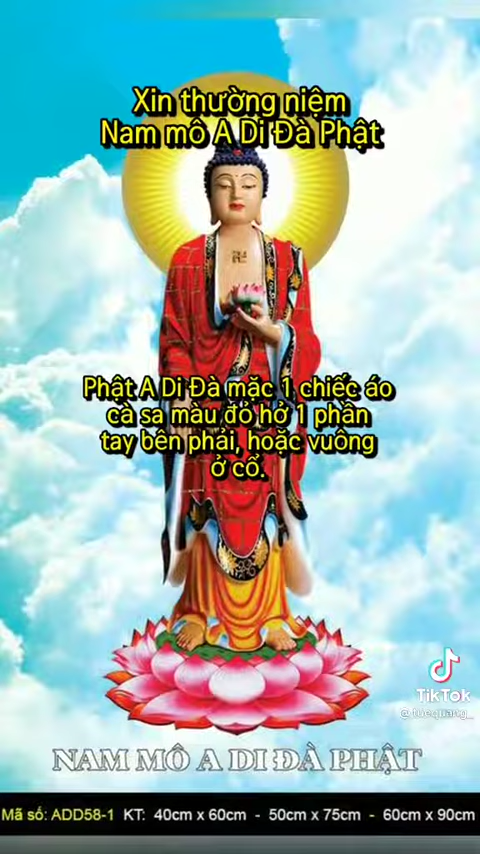 Xin thường niệm
Nam mô A Di Đà Phật
Phật A Di Đà mặc 1 chiếc áo
cà sa màu đỏ hở 1 phần
tay bên phải, hoặc vuông
ở cổ.
TikTok
@tuequang_
NAM MÔ A DI ĐÀ PHẬT
Mã số: ADD58-1 KT: 40cm x 60cm - 50cm x 75cm - 60cm x 90cm